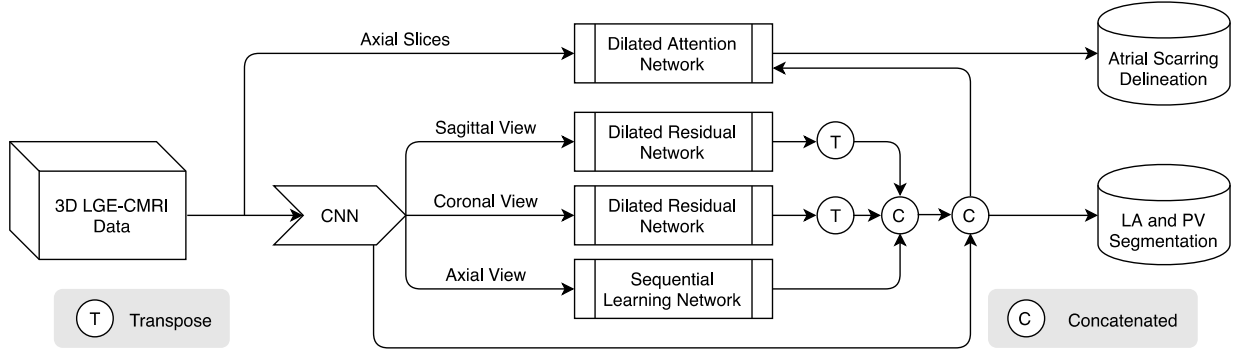 Axial Slices
Dilated Attention
Network
Atrial Scarring
Delineation
Sagittal View
Dilated Residual
Network
T
3D LGE-CMRI
Data
CNN
Coronal View
Dilated Residual
Network
T
C
C
LA and PV
Segmentation
Axial View
Sequential
Learning Network
T
Transpose
C
Concatenated